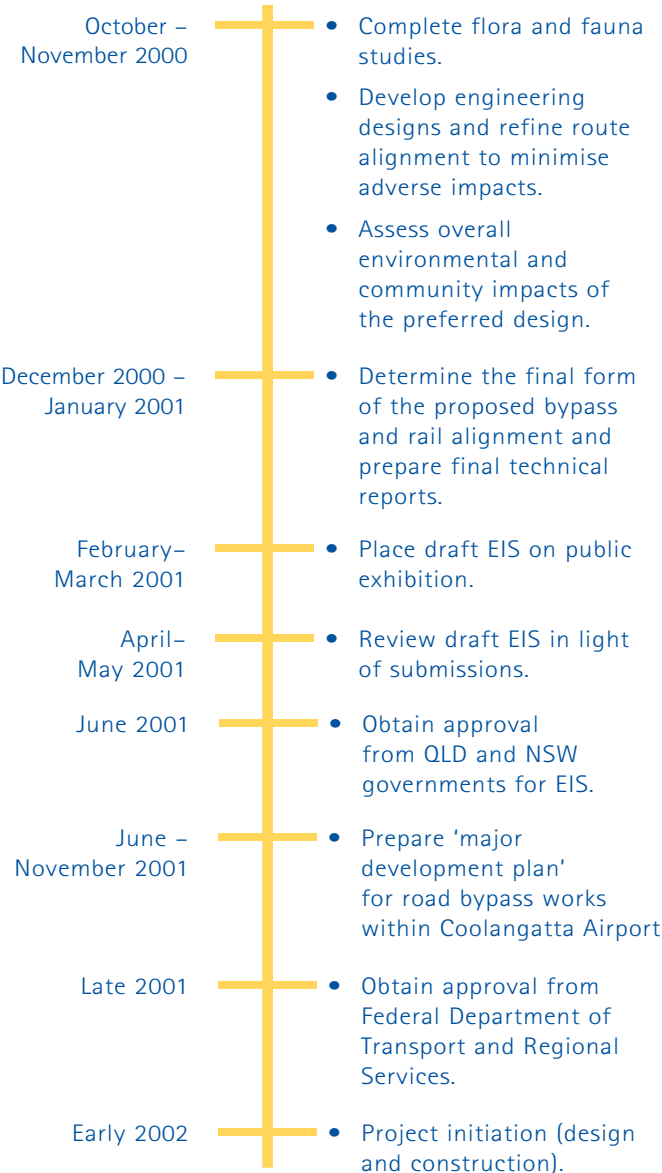 October –
November 2000
• Complete flora and fauna
studies.
• Develop engineering
designs and refine route
alignment to minimise
adverse impacts.
• Assess overall
environmental and
community impacts of
the preferred design.
December 2000 –
January 2001
• Determine the final form
of the proposed bypass
and rail alignment and
prepare final technical
reports.
February–
March 2001
• Place draft EIS on public
exhibition.
April–
May 2001
• Review draft EIS in light
of submissions.
June 2001
• Obtain approval
from QLD and NSW
governments for EIS.
June –
November 2001
• Prepare ‘major
development plan’
for road bypass works
within Coolangatta Airport
Late 2001
• Obtain approval from
Federal Department of
Transport and Regional
Services.
Early 2002
• Project initiation (design
and construction).